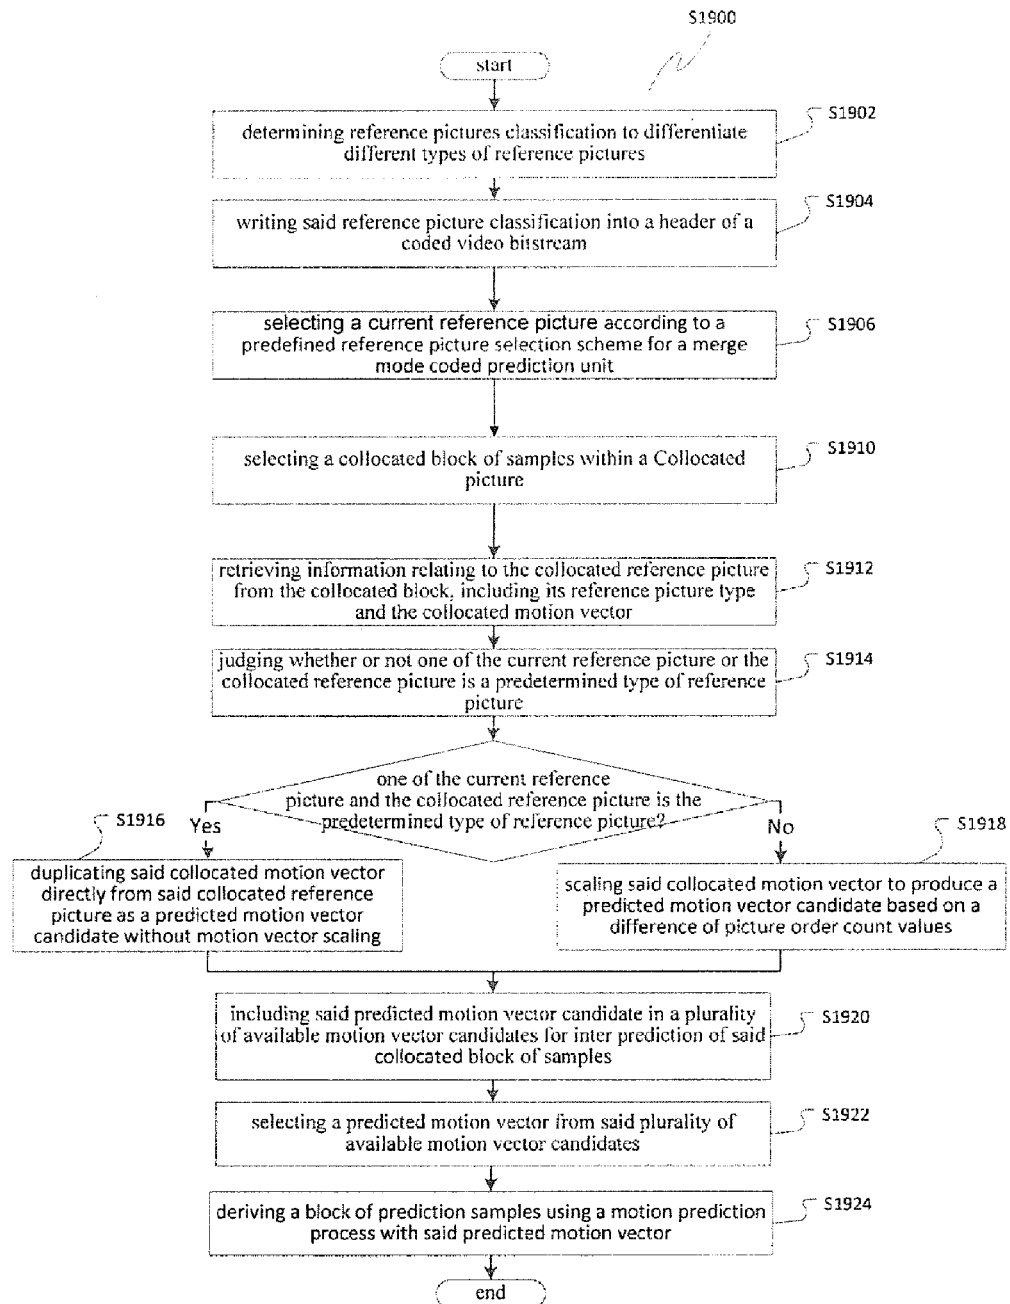 S1900
start
S1902
determining reference pictures classification to differentiate
different types of reference pictures
S1904
writing said reference picture classification into a header of a
coded video bitstream
S1906
selecting a current reference picture according to a
predefined reference picture selection scheme for a merge
mode coded prediction unit
S1910
selecting a collocated block of samples within a Collocated
picture
S1912
retrieving information relating to the collocated reference picture
from the collocated block, including its reference picture type
and the collocated motion vector
S1914
judging whether or not one of the current reference picture or the
collocated reference picture is a predetermined type of reference
picture
one of the current reference
picture and the collocated reference picture is the
predetermined type of reference picture?
S1916
Yes
No
S1918
duplicating said collocated motion vector
directly from said collocated reference
picture as a predicted motion vector
candidate without motion vector scaling
scaling said collocated motion vector to produce a
predicted motion vector candidate based on a
difference of picture order count values
S1920
including said predicted motion vector candidate in a plurality
of available motion vector candidates for inter prediction of said
collocated block of samples
S1922
selecting a predicted motion vector from said plurality of
available motion vector candidates
S1924
deriving a block of prediction samples using a motion prediction
process with said predicted motion vector
end